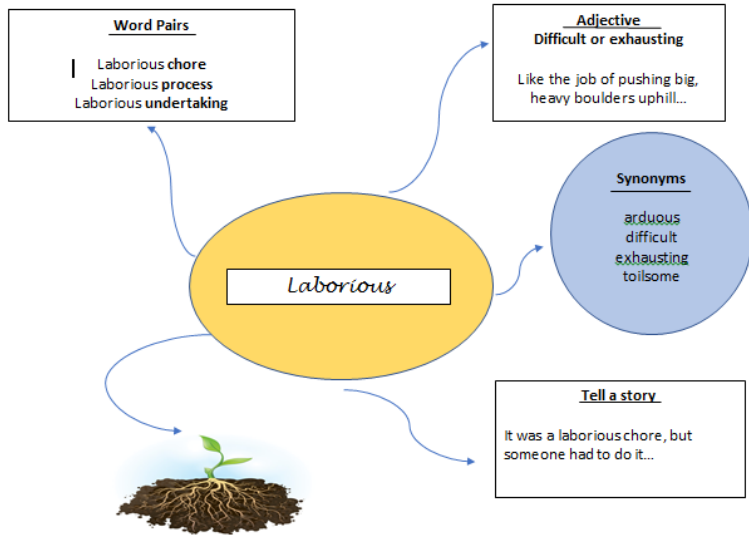 Word Pairs
Laborious chore
Laborious process
Laborious undertaking
Adjective
Difficult or exhausting
Like the job of pushing big,
heavy boulders uphill...
Synonyms
arduous
difficult
exhausting
toilsome
Laborious
Tell a story
It was a laborious chore, but
someone had to do it...